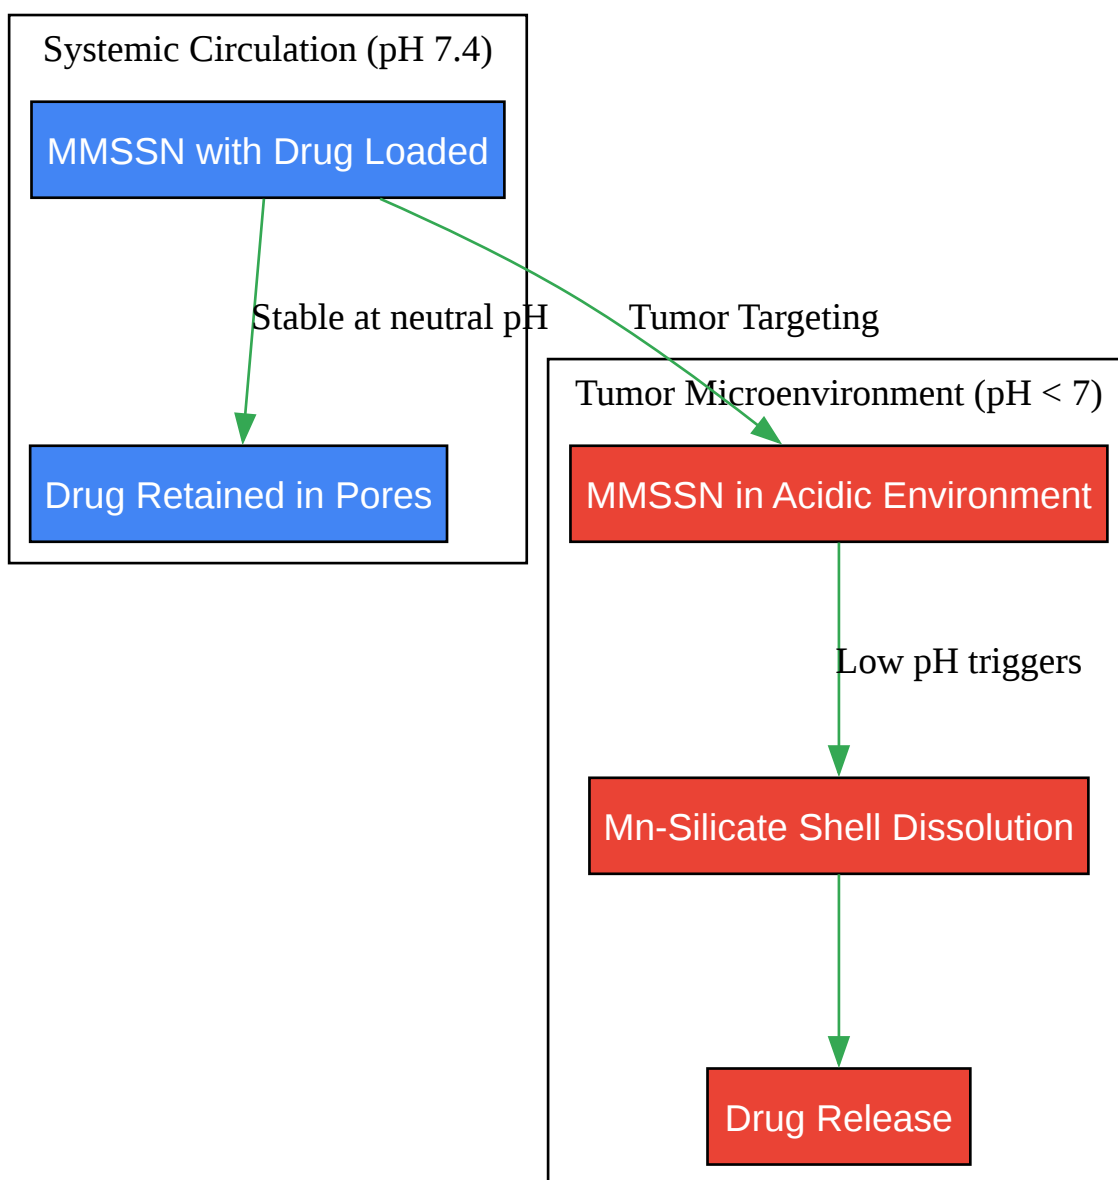 Systemic Circulation (pH 7.4)
MMSSN with Drug Loaded
Stable at neutral pH
Tumor Targeting
Drug Retained in Pores
Tumor Microenvironment (pH < 7)
MMSSN in Acidic Environment
Low pH triggers
Mn-Silicate Shell Dissolution
Drug Release